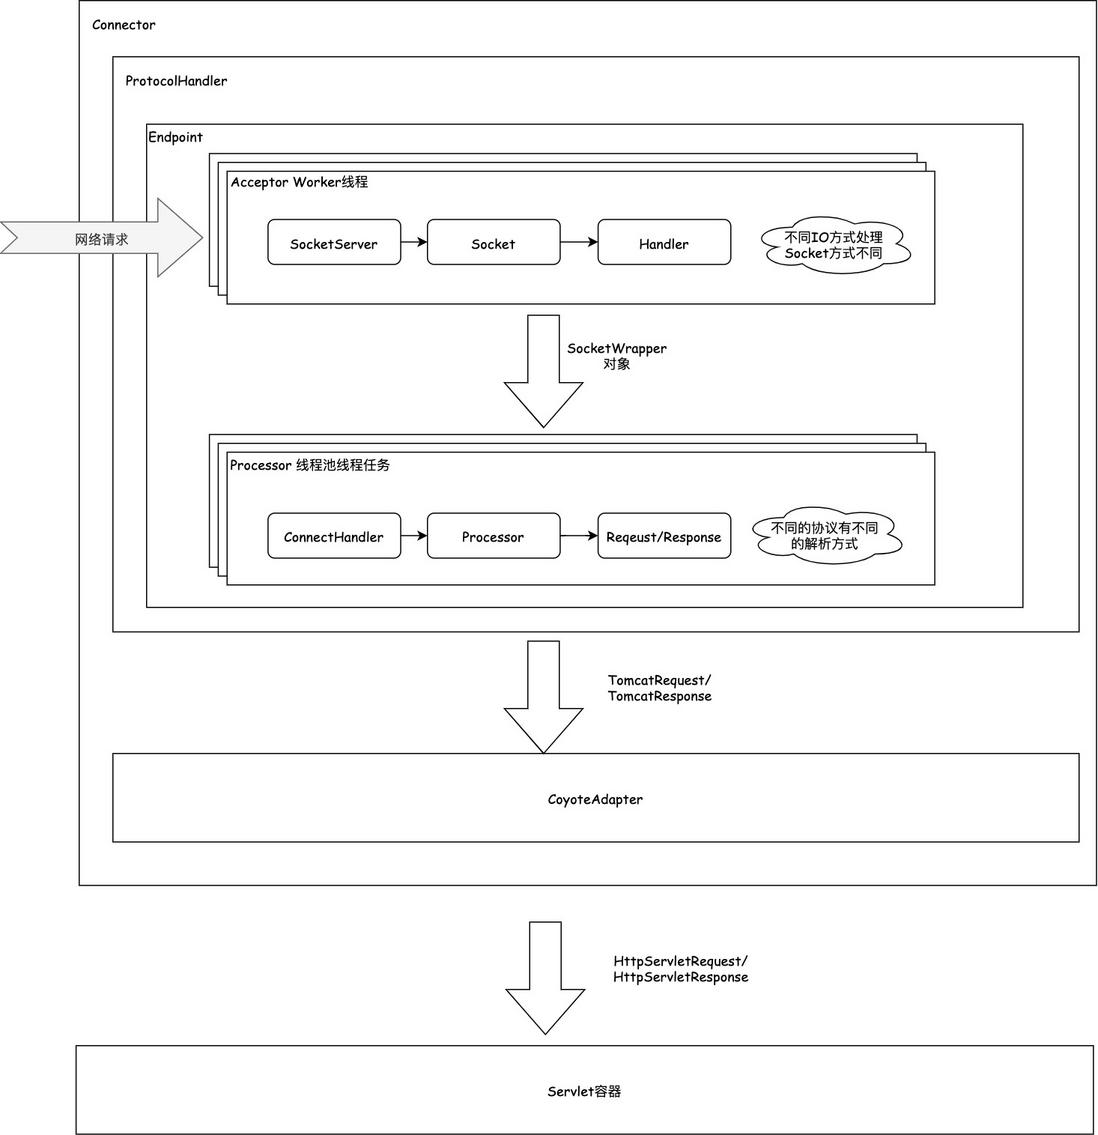 Connector
ProtocolHandler
Endpoint
Acceptor Worker线程
网络请求
SocketServer
Socket
Handler
不同IO方式处理
Socket方式不同
SocketWrapper
对象
Processor 线程池线程任务
ConnectHandler
Processor
Reqeust/Response
不同的协议有不同
的解析方式
TomcatRequest/
TomcatResponse
CoyoteAdapter
HttpServletRequest/
HttpServletResponse
Servlet容器